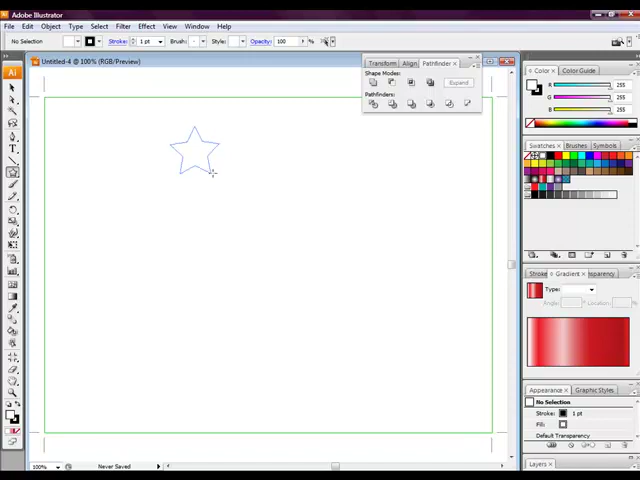 Adobe Illustrator
File Edit Object Type Select Filter Effect View Window Help
No Selection Stroke: 1 pt Brush: Style: Opacity: 100 %
Untitled-4 @ 100% (RGB/Preview)
Ai
Transform Align Pathfinder ×
Shape Modes:
Expand
Pathfinders:
Color × Color Guide
R 255
G 255
B 255
Swatches × Brushes Symbols
Stroke Gradient × nsparency
Type:
Angle: Location: %
Appearance × Graphic Styles
No Selection
Stroke: 1 pt
Fill:
Default Transparency
Layers ×
100% Never Saved